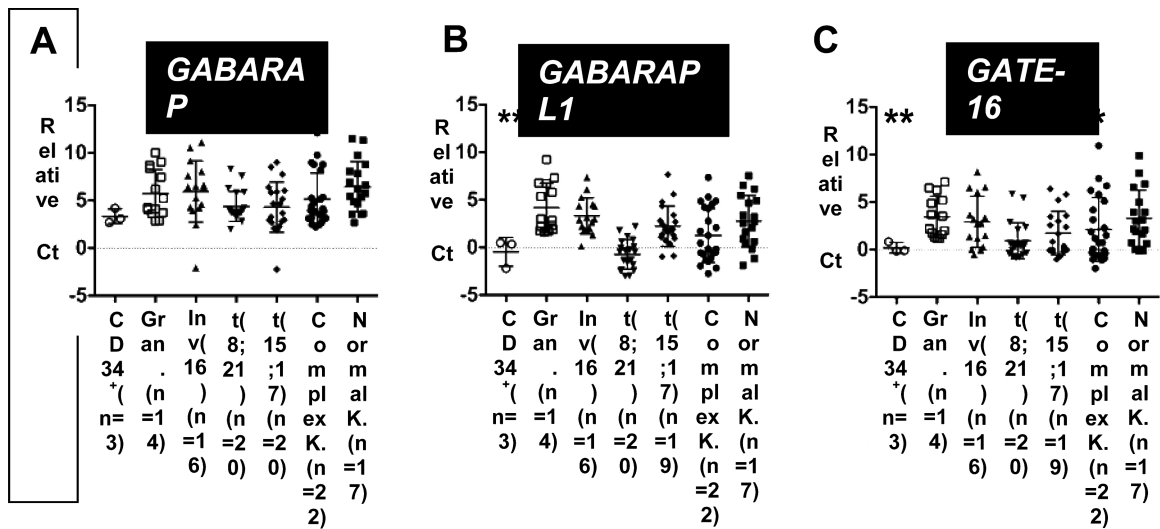 A
GABARA
P
15
10
5
0
-5
R
el
ati
ve
Ct
C
D
34
+(
n=
3)
Gr
an
.
(n
=1
4)
In
v(
16
)
(n
=1
6)
t(
8;
21
)
(n
=2
0)
t(
15
;1
7)
(n
=2
0)
C
o
m
pl
ex
K.
(n
=2
2)
N
or
m
al
K.
(n
=1
7)
B
GABARAP
L1
15
10
5
0
-5
R
el
ati
ve
Ct
**
C
D
34
+(
n=
3)
Gr
an
.
(n
=1
4)
In
v(
16
)
(n
=1
6)
t(
8;
21
)
(n
=2
0)
t(
15
;1
7)
(n
=1
9)
C
o
m
pl
ex
K.
(n
=2
2)
N
or
m
al
K.
(n
=1
7)
C
GATE-
16
15
10
5
0
-5
R
el
ati
ve
Ct
**
*
C
D
34
+(
n=
3)
Gr
an
.
(n
=1
4)
In
v(
16
)
(n
=1
6)
t(
8;
21
)
(n
=2
0)
t(
15
;1
7)
(n
=1
9)
C
o
m
pl
ex
K.
(n
=2
2)
N
or
m
al
K.
(n
=1
7)